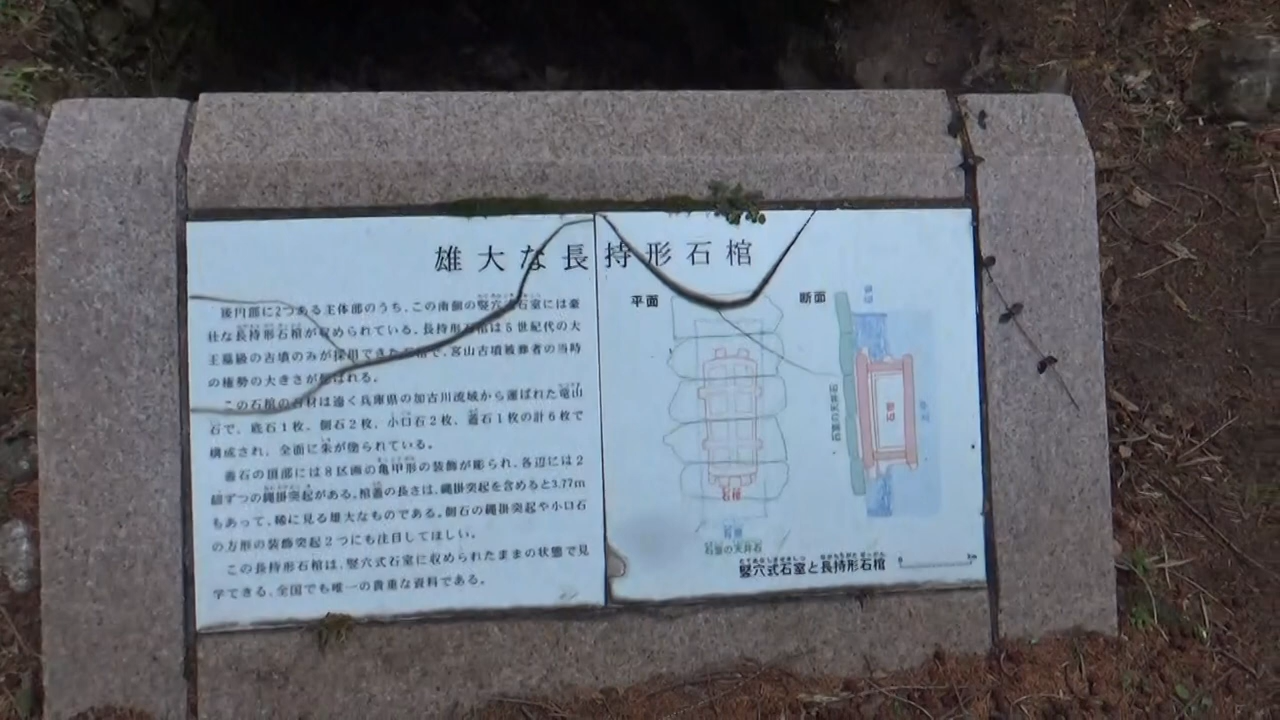 雄大な長持形石棺
後円部に2つある主体部のうち、この南側の竪穴式石室には豪
壮な長持形石棺が収められている。長持形石棺は5世紀代の大
王墓級の古墳のみが採用できた石棺で、宮山古墳被葬者の当時
の権勢の大きさが偲ばれる。
この石棺の石材は遠く兵庫県の加古川流域から運ばれた竜山
石で、底石1枚、側石2枚、小口石2枚、蓋石1枚の計6枚で
構成され、全面に朱が塗られている。
蓋石の頂部には8区画の亀甲形の装飾が彫られ、各辺には2
個ずつの縄掛突起がある。棺蓋の長さは、縄掛突起を含めると3.77m
もあって、稀に見る雄大なものである。側石の縄掛突起や小口石
の方形の装飾突起2つにも注目してほしい。
この長持形石棺は、竪穴式石室に収められたままの状態で見
学できる、全国でも唯一の貴重な資料である。
平面
断面
石棺
石室の天井石
石室の天井石
石棺
竪穴式石室と長持形石棺
0